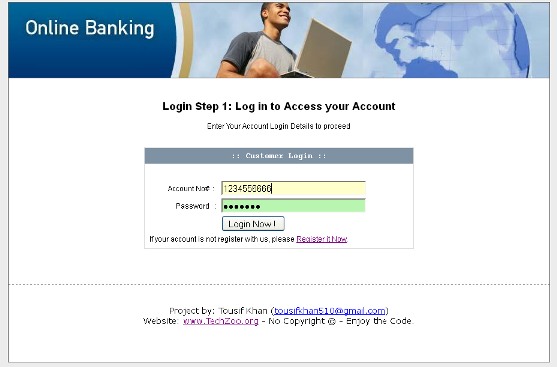 Online Banking
Login Step 1: Log in to Access your Account
Enter Your Account Login Details to proceed
:: Customer Login ::
Account No# : 1234556666
Password : •••••••
Login Now !
If your account is not register with us, please Register it Now.
Project by: Tousif Khan (tousifkhan510@gmail.com)
Website: www.TechZoo.org - No Copyright @ - Enjoy the Code.